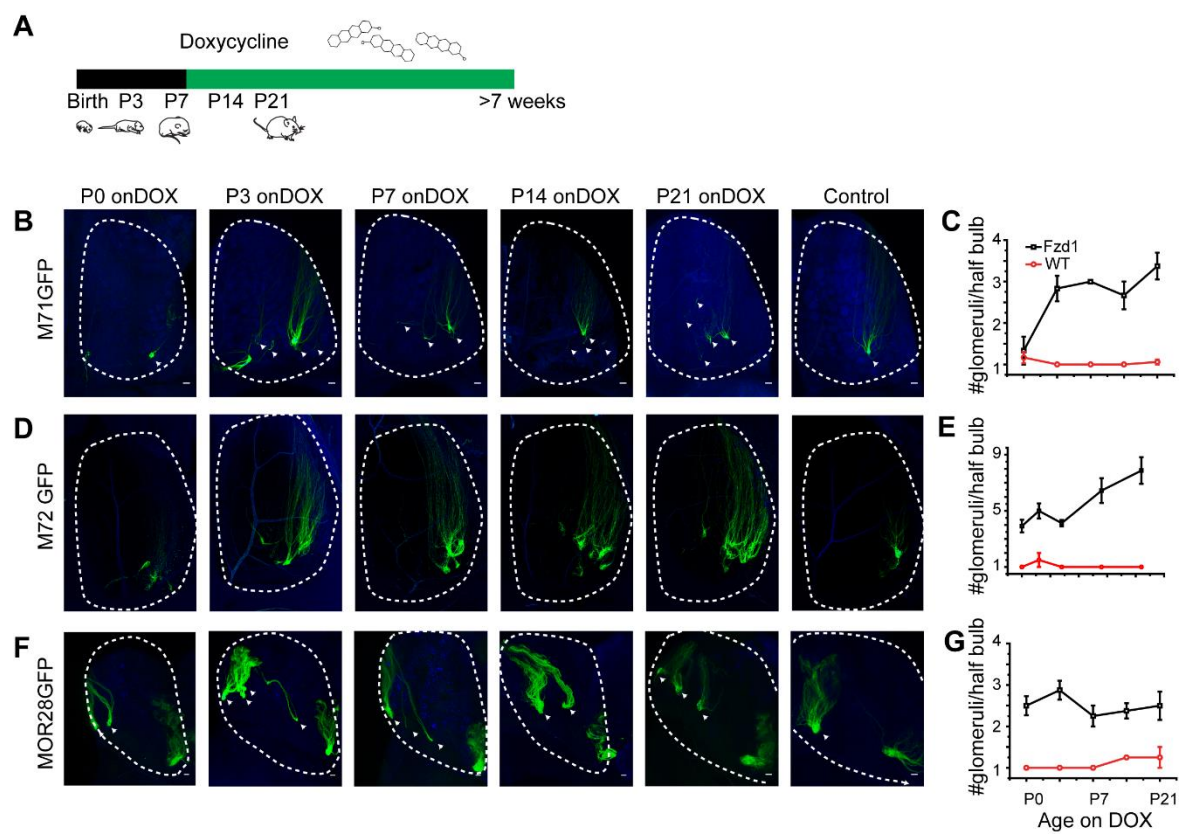 A
Doxycycline
Birth P3 P7 P14 P21 >7 weeks
P0 onDOX P3 onDOX P7 onDOX P14 onDOX P21 onDOX Control
B
M71GFP
C
#glomeruli/half bulb
4
3
2
1
Fzd1
WT
D
M72 GFP
E
#glomeruli/half bulb
9
5
1
F
MOR28GFP
G
#glomeruli/half bulb
4
3
2
1
P0 P7 P21
Age on DOX